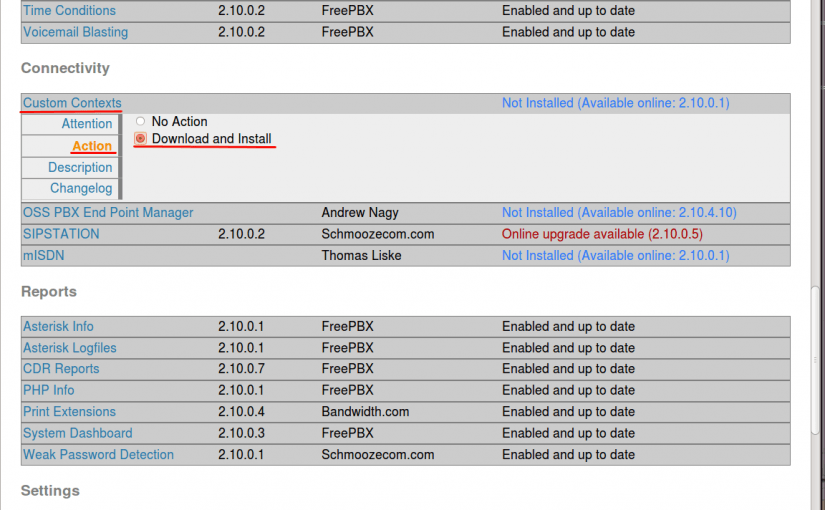 Time Conditions 2.10.0.2 FreePBX Enabled and up to date
Voicemail Blasting 2.10.0.2 FreePBX Enabled and up to date
Connectivity
Custom Contexts Not Installed (Available online: 2.10.0.1)
Attention No Action
Action Download and Install
Description
Changelog
OSS PBX End Point Manager Andrew Nagy Not Installed (Available online: 2.10.4.10)
SIPSTATION 2.10.0.2 Schmoozecom.com Online upgrade available (2.10.0.5)
mISDN Thomas Liske Not Installed (Available online: 2.10.0.1)
Reports
Asterisk Info 2.10.0.1 FreePBX Enabled and up to date
Asterisk Logfiles 2.10.0.1 FreePBX Enabled and up to date
CDR Reports 2.10.0.7 FreePBX Enabled and up to date
PHP Info 2.10.0.1 FreePBX Enabled and up to date
Print Extensions 2.10.0.4 Bandwidth.com Enabled and up to date
System Dashboard 2.10.0.3 FreePBX Enabled and up to date
Weak Password Detection 2.10.0.1 Schmoozecom.com Enabled and up to date
Settings